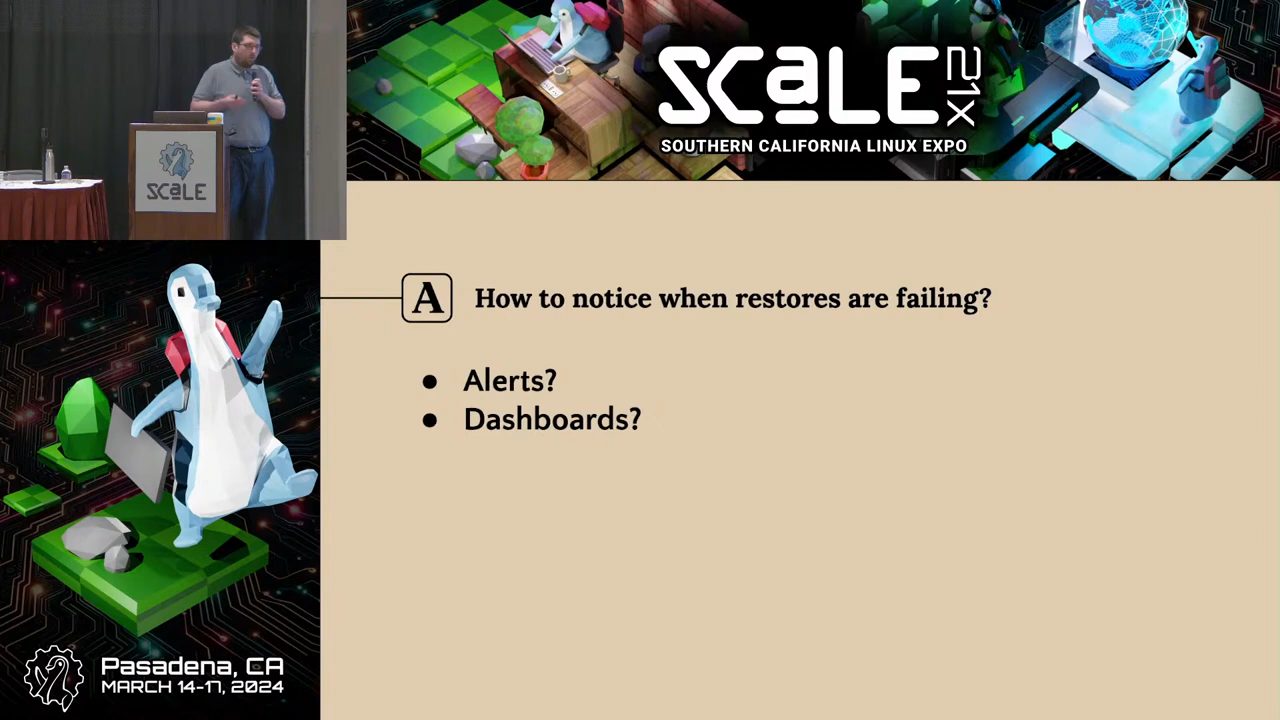 SCALE
21X
SOUTHERN CALIFORNIA LINUX EXPO
SCALE
A How to notice when restores are failing?
● Alerts?
● Dashboards?
Pasadena, CA
MARCH 14-17, 2024